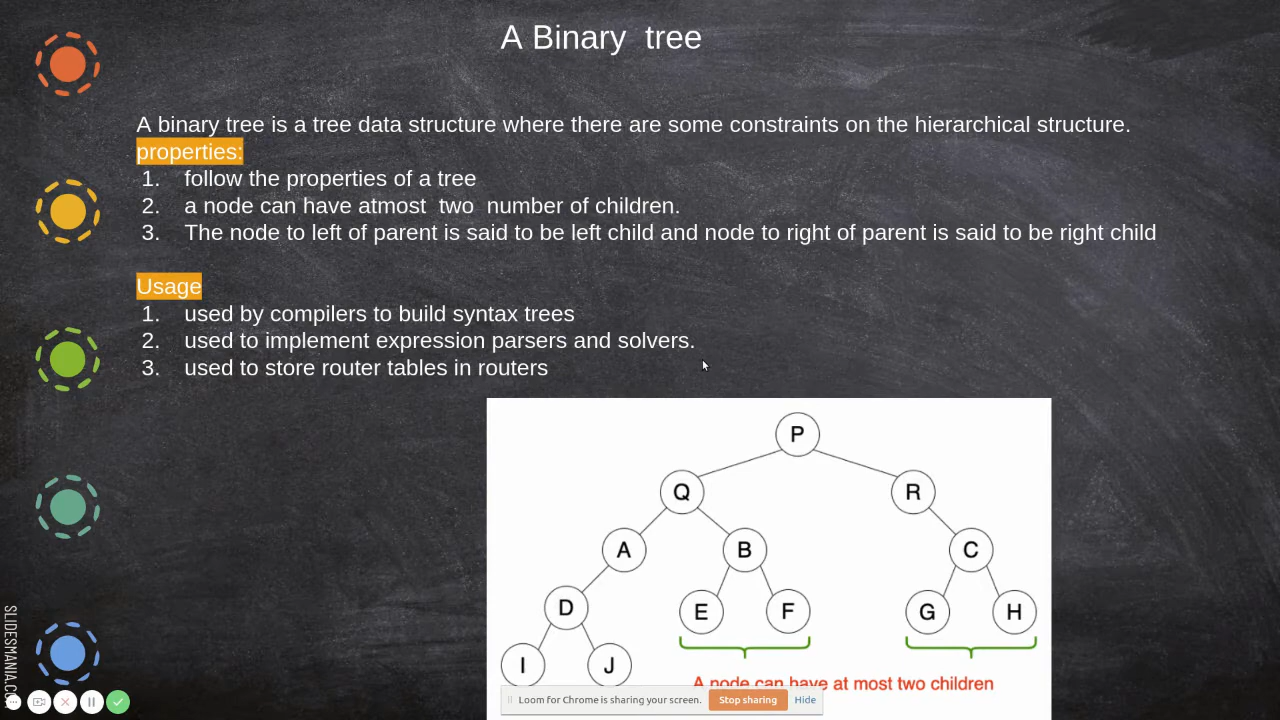 A Binary tree
A binary tree is a tree data structure where there are some constraints on the hierarchical structure.
properties:
1. follow the properties of a tree
2. a node can have atmost two number of children.
3. The node to left of parent is said to be left child and node to right of parent is said to be right child
Usage
1. used by compilers to build syntax trees
2. used to implement expression parsers and solvers.
3. used to store router tables in routers
P
Q R
A B C
D E F G H
I J
A node can have at most two children
Loom for Chrome is sharing your screen. Stop sharing Hide
SLIDESMANIA.CO